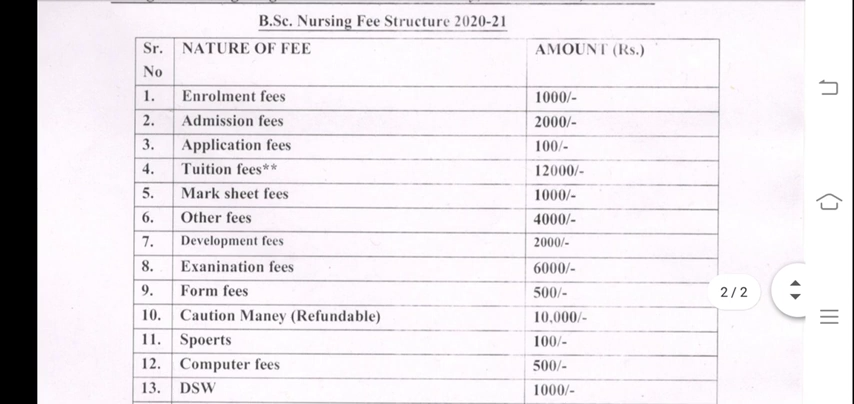 B.Sc. Nursing Fee Structure 2020-21
Sr. No NATURE OF FEE AMOUNT (Rs.)
1. Enrolment fees 1000/-
2. Admission fees 2000/-
3. Application fees 100/-
4. Tuition fees** 12000/-
5. Mark sheet fees 1000/-
6. Other fees 4000/-
7. Development fees 2000/-
8. Exanination fees 6000/-
9. Form fees 500/-
10. Caution Maney (Refundable) 10,000/-
11. Spoerts 100/-
12. Computer fees 500/-
13. DSW 1000/-
2 / 2